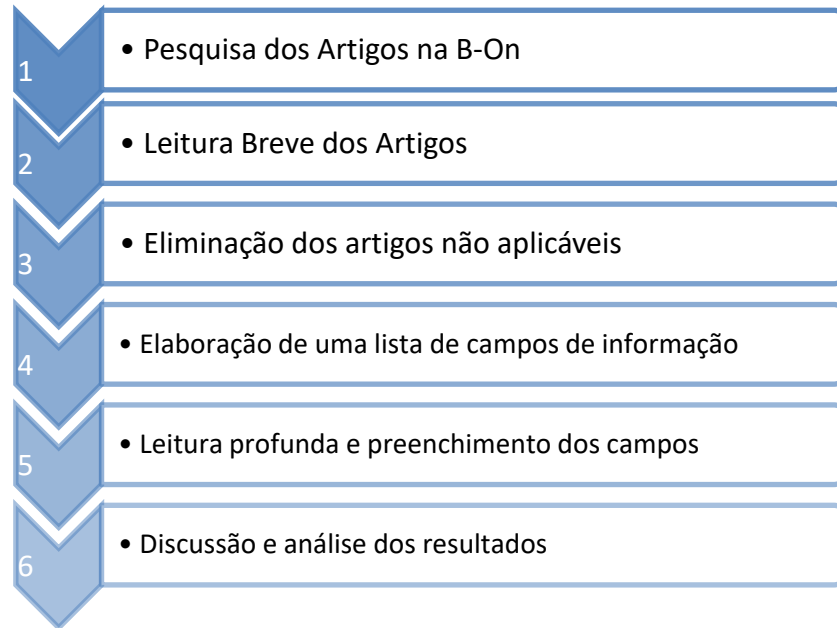 1
• Pesquisa dos Artigos na B-On
2
• Leitura Breve dos Artigos
3
• Eliminação dos artigos não aplicáveis
4
• Elaboração de uma lista de campos de informação
5
• Leitura profunda e preenchimento dos campos
6
• Discussão e análise dos resultados